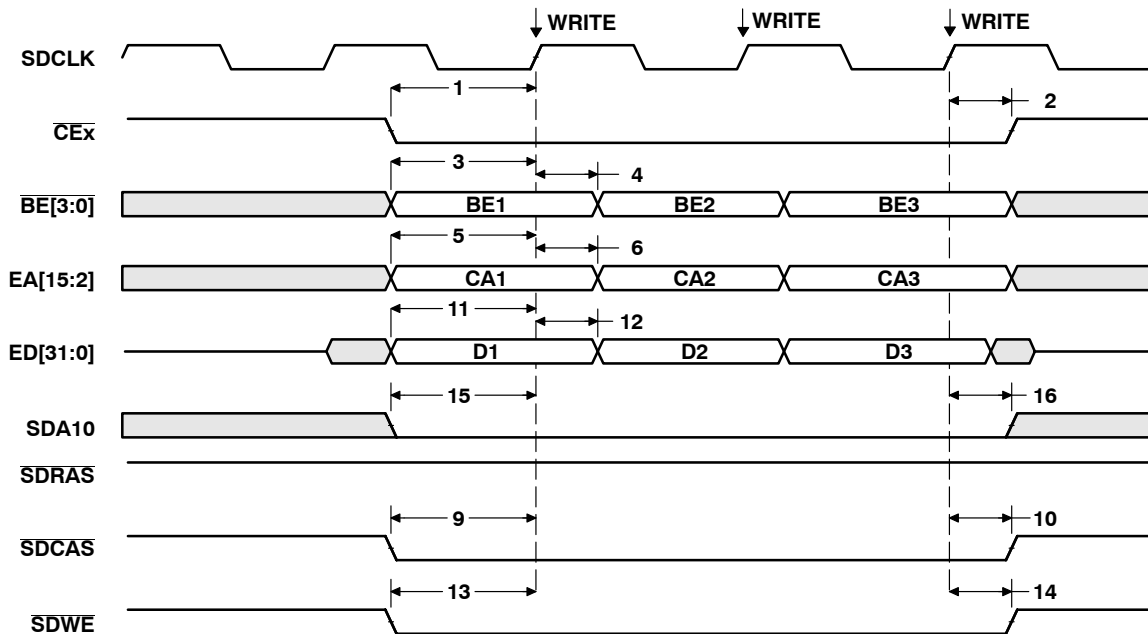 WRITE WRITE WRITE
SDCLK
1 2
CEx
3 4
BE[3:0] BE1 BE2 BE3
5 6
EA[15:2] CA1 CA2 CA3
11 12
ED[31:0] D1 D2 D3
15 16
SDA10
SDRAS
9 10
SDCAS
13 14
SDWE